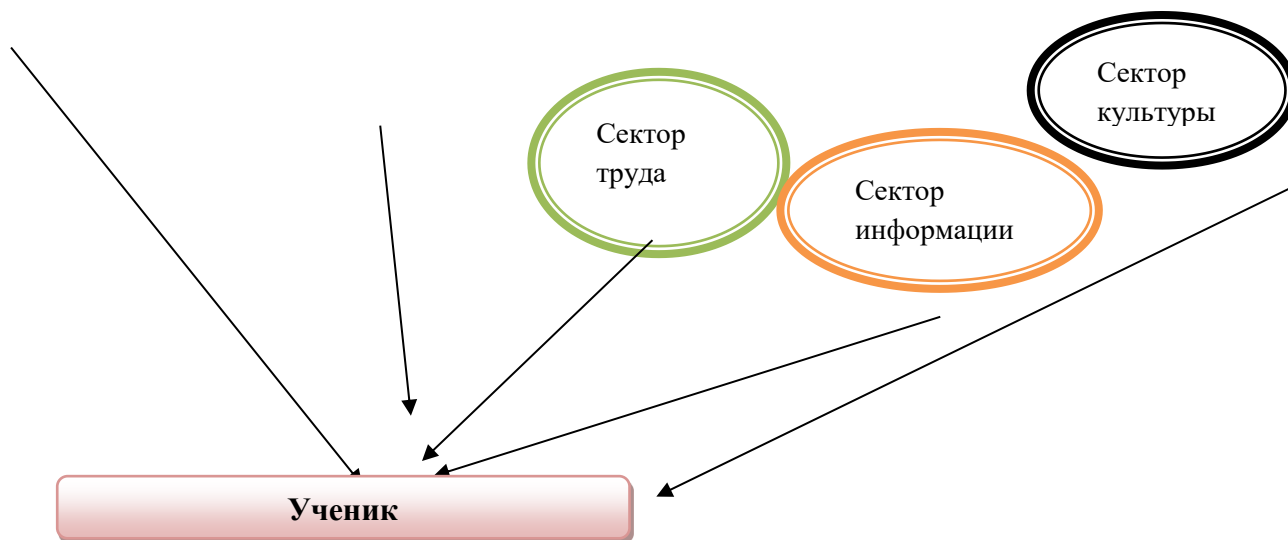 Сектор
культуры
Сектор
труда
Сектор
информации
Ученик